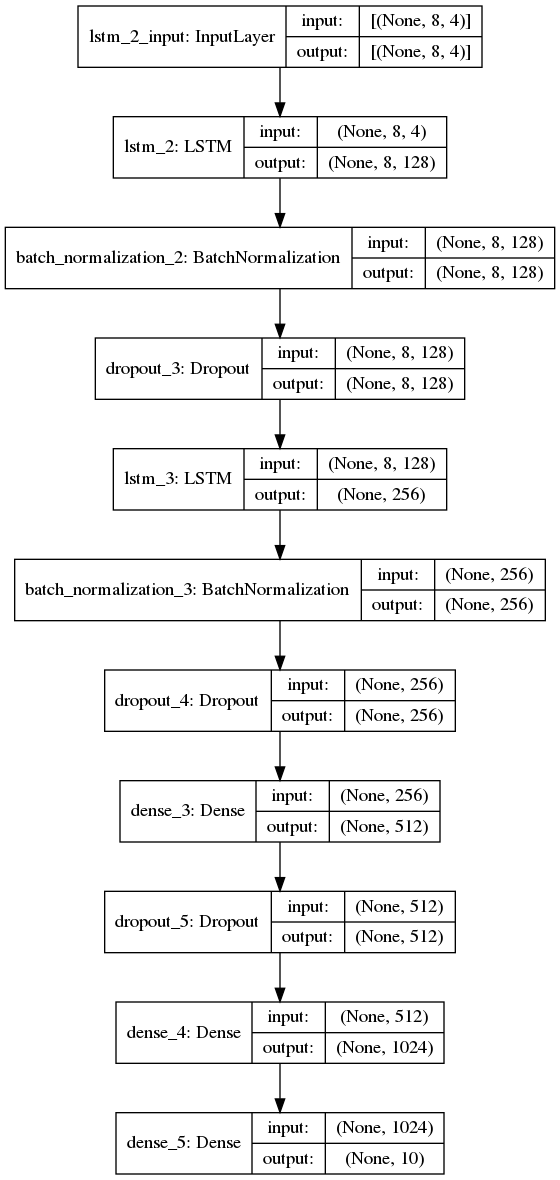 lstm_2_input: InputLayer
input: [(None, 8, 4)]
output: [(None, 8, 4)]
lstm_2: LSTM
input: (None, 8, 4)
output: (None, 8, 128)
batch_normalization_2: BatchNormalization
input: (None, 8, 128)
output: (None, 8, 128)
dropout_3: Dropout
input: (None, 8, 128)
output: (None, 8, 128)
lstm_3: LSTM
input: (None, 8, 128)
output: (None, 256)
batch_normalization_3: BatchNormalization
input: (None, 256)
output: (None, 256)
dropout_4: Dropout
input: (None, 256)
output: (None, 256)
dense_3: Dense
input: (None, 256)
output: (None, 512)
dropout_5: Dropout
input: (None, 512)
output: (None, 512)
dense_4: Dense
input: (None, 512)
output: (None, 1024)
dense_5: Dense
input: (None, 1024)
output: (None, 10)